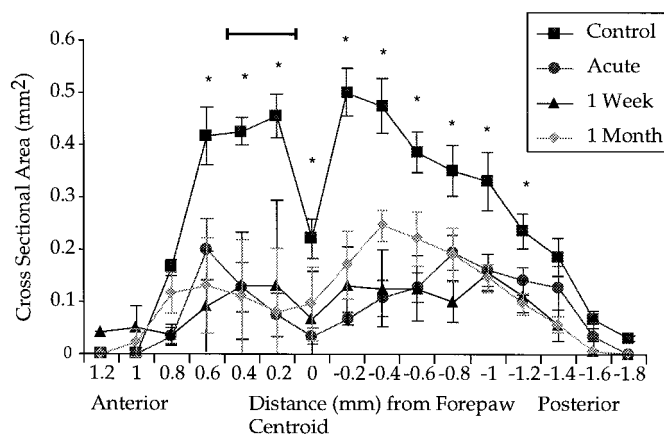 Control
Acute
1 Week
1 Month
Cross Sectional Area (mm2)
0.6
0.5
0.4
0.3
0.2
0.1
0
* * * * * * * * * *
1.2 1 0.8 0.6 0.4 0.2 0 -0.2 -0.4 -0.6 -0.8 -1 -1.2 -1.4 -1.6 -1.8
Anterior Distance (mm) from Forepaw Posterior
Centroid